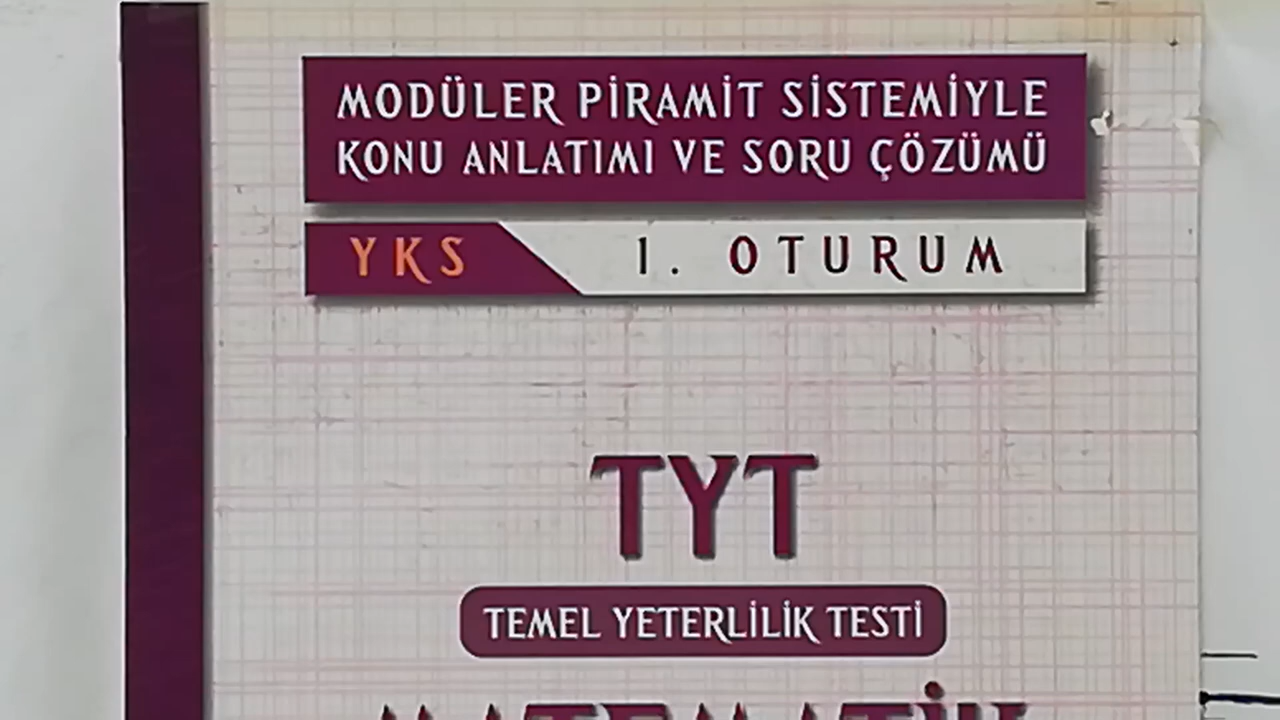 MODÜLER PİRAMİT SİSTEMİYLE
KONU ANLATIMI VE SORU ÇÖZÜMÜ
YKS 1. OTURUM
TYT
TEMEL YETERLİLİK TESTİ
MATEMATİK